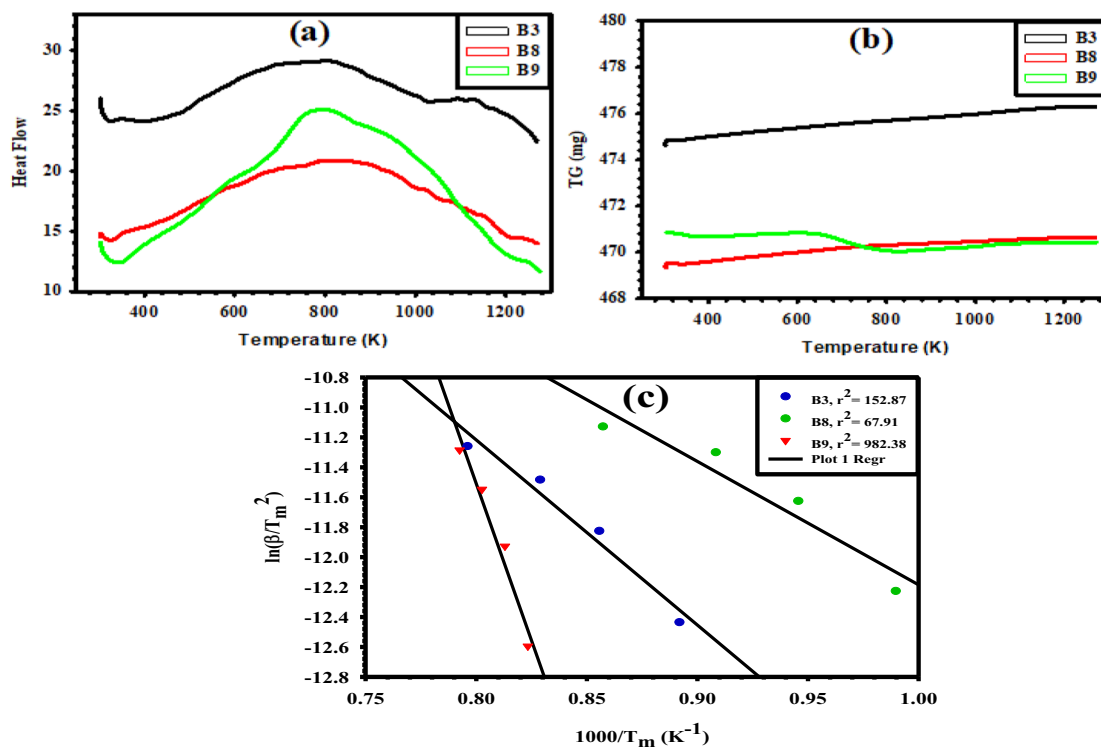 (a)
B3
B8
B9
30
25
20
15
10
Heat Flow
400 600 800 1000 1200
Temperature (K)
(b)
B3
B8
B9
480
478
476
474
472
470
468
TG (mg)
400 600 800 1000 1200
Temperature (K)
(c)
B3, r²= 152.87
B8, r²= 67.91
B9, r²= 982.38
Plot 1 Regr
-10.8
-11.0
-11.2
-11.4
-11.6
-11.8
-12.0
-12.2
-12.4
-12.6
-12.8
ln(β/Tm²)
0.75 0.80 0.85 0.90 0.95 1.00
1000/Tm (K⁻¹)